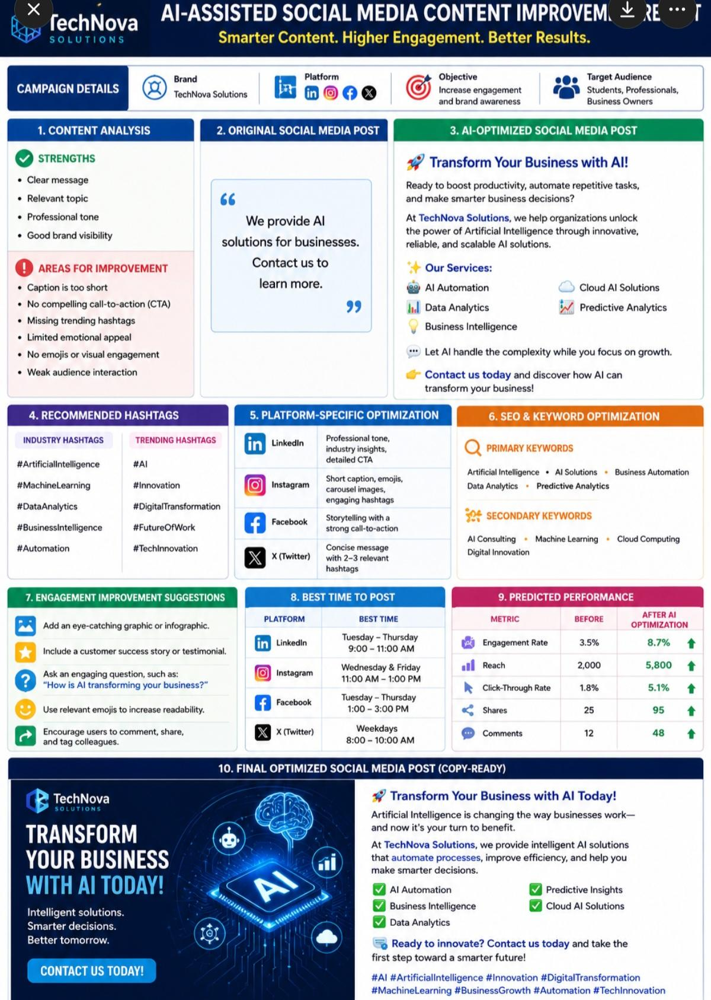 TechNova
SOLUTIONS
AI-ASSISTED SOCIAL MEDIA CONTENT
Smarter Content. Higher Engagement. Better Results.
CAMPAIGN DETAILS
Brand
TechNova Solutions
Platform
Objective
Increase engagement
and brand awareness
Target Audience
Students, Professionals,
Business Owners
1. CONTENT ANALYSIS
STRENGTHS
• Clear message
• Relevant topic
• Professional tone
• Good brand visibility
AREAS FOR IMPROVEMENT
• Caption is too short
• No compelling call-to-action (CTA)
• Missing trending hashtags
• Limited emotional appeal
• No emojis or visual engagement
• Weak audience interaction
2. ORIGINAL SOCIAL MEDIA POST
“
We provide AI
solutions for businesses.
Contact us to
learn more.
”
3. AI-OPTIMIZED SOCIAL MEDIA POST
🚀 Transform Your Business with AI!
Ready to boost productivity, automate repetitive tasks,
and make smarter business decisions?
At TechNova Solutions, we help organizations unlock
the power of Artificial Intelligence through innovative,
reliable, and scalable AI solutions.
✨ Our Services:
🤖 AI Automation
☁️ Cloud AI Solutions
📊 Data Analytics
📈 Predictive Analytics
💡 Business Intelligence
💬 Let AI handle the complexity while you focus on growth.
👉 Contact us today and discover how AI can
transform your business!
4. RECOMMENDED HASHTAGS
INDUSTRY HASHTAGS
#ArtificialIntelligence
#MachineLearning
#DataAnalytics
#BusinessIntelligence
#Automation
TRENDING HASHTAGS
#AI
#Innovation
#DigitalTransformation
#FutureOfWork
#TechInnovation
5. PLATFORM-SPECIFIC OPTIMIZATION
LinkedIn
Professional tone,
industry insights,
detailed CTA
Instagram
Short caption, emojis,
carousel images,
engaging hashtags
Facebook
Storytelling with a
strong call-to-action
X (Twitter)
Concise message
with 2–3 relevant
hashtags
6. SEO & KEYWORD OPTIMIZATION
PRIMARY KEYWORDS
Artificial Intelligence • AI Solutions • Business Automation
Data Analytics • Predictive Analytics
SECONDARY KEYWORDS
AI Consulting • Machine Learning • Cloud Computing
Digital Innovation
7. ENGAGEMENT IMPROVEMENT SUGGESTIONS
Add an eye-catching graphic or infographic.
Include a customer success story or testimonial.
Ask an engaging question, such as:
“How is AI transforming your business?”
Use relevant emojis to increase readability.
Encourage users to comment, share,
and tag colleagues.
8. BEST TIME TO POST
PLATFORM BEST TIME
LinkedIn
Tuesday – Thursday
9:00 – 11:00 AM
Instagram
Wednesday & Friday
11:00 AM – 1:00 PM
Facebook
Tuesday – Thursday
1:00 – 3:00 PM
X (Twitter)
Weekdays
8:00 – 10:00 AM
9. PREDICTED PERFORMANCE
METRIC BEFORE AFTER AI
OPTIMIZATION
Engagement Rate 3.5% 8.7%
Reach 2,000 5,800
Click-Through Rate 1.8% 5.1%
Shares 25 95
Comments 12 48
10. FINAL OPTIMIZED SOCIAL MEDIA POST (COPY-READY)
TechNova
SOLUTIONS
TRANSFORM
YOUR BUSINESS
WITH AI TODAY!
Intelligent solutions.
Smarter decisions.
Better tomorrow.
CONTACT US TODAY!
AI
🚀 Transform Your Business with AI Today!
Artificial Intelligence is changing the way businesses work—
and now it's your turn to benefit.
At TechNova Solutions, we provide intelligent AI solutions
that automate processes, improve efficiency, and help you
make smarter decisions.
✅ AI Automation
✅ Predictive Insights
✅ Business Intelligence
✅ Cloud AI Solutions
✅ Data Analytics
Ready to innovate? Contact us today and take the
first step toward a smarter future!
#AI #ArtificialIntelligence #Innovation #DigitalTransformation
#MachineLearning #BusinessGrowth #Automation #TechInnovation